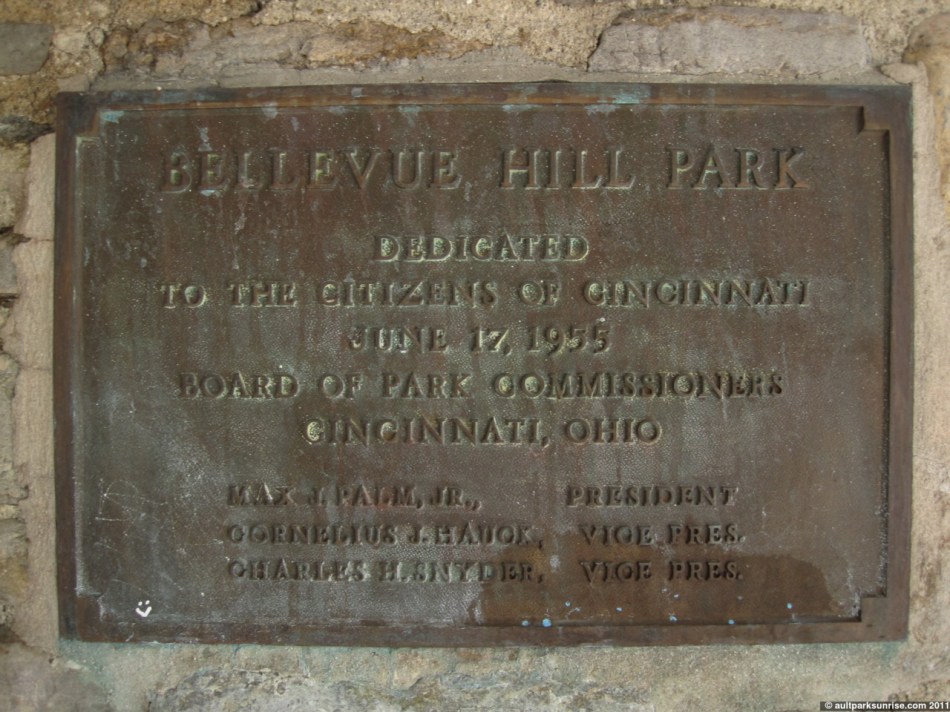 BELLEVUE HILL PARK
DEDICATED
TO THE CITIZENS OF CINCINNATI
JUNE 17, 1955
BOARD OF PARK COMMISSIONERS
CINCINNATI, OHIO
MAX J. PALM, JR., PRESIDENT
CORNELIUS J. HAUCK, VICE PRES.
CHARLES H. SNYDER, VICE PRES.
© aultparksunrise.com 2011